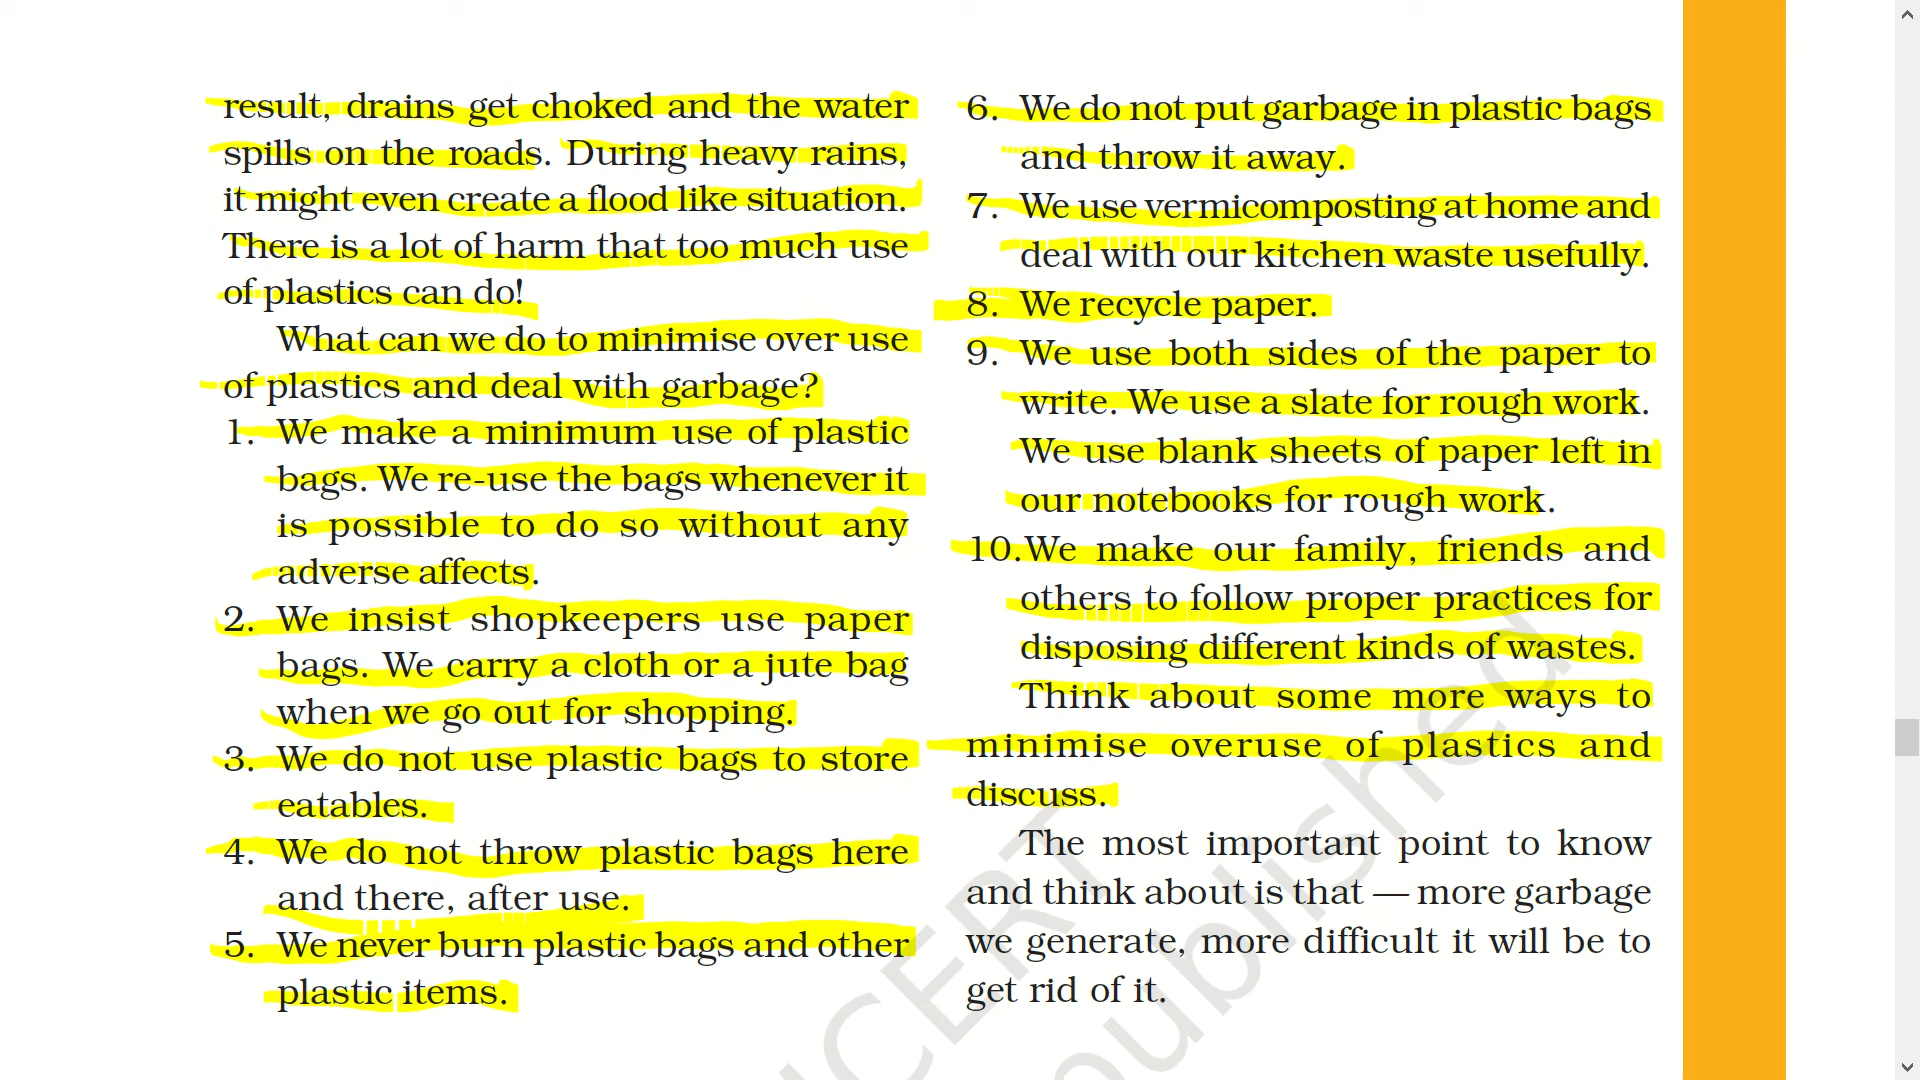 result, drains get choked and the water
spills on the roads. During heavy rains,
it might even create a flood like situation.
There is a lot of harm that too much use
of plastics can do!
What can we do to minimise over use
of plastics and deal with garbage?
1. We make a minimum use of plastic
bags. We re-use the bags whenever it
is possible to do so without any
adverse affects.
2. We insist shopkeepers use paper
bags. We carry a cloth or a jute bag
when we go out for shopping.
3. We do not use plastic bags to store
eatables.
4. We do not throw plastic bags here
and there, after use.
5. We never burn plastic bags and other
plastic items.
6. We do not put garbage in plastic bags
and throw it away.
7. We use vermicomposting at home and
deal with our kitchen waste usefully.
8. We recycle paper.
9. We use both sides of the paper to
write. We use a slate for rough work.
We use blank sheets of paper left in
our notebooks for rough work.
10. We make our family, friends and
others to follow proper practices for
disposing different kinds of wastes.
Think about some more ways to
minimise overuse of plastics and
discuss.
The most important point to know
and think about is that — more garbage
we generate, more difficult it will be to
get rid of it.
NCERT
published